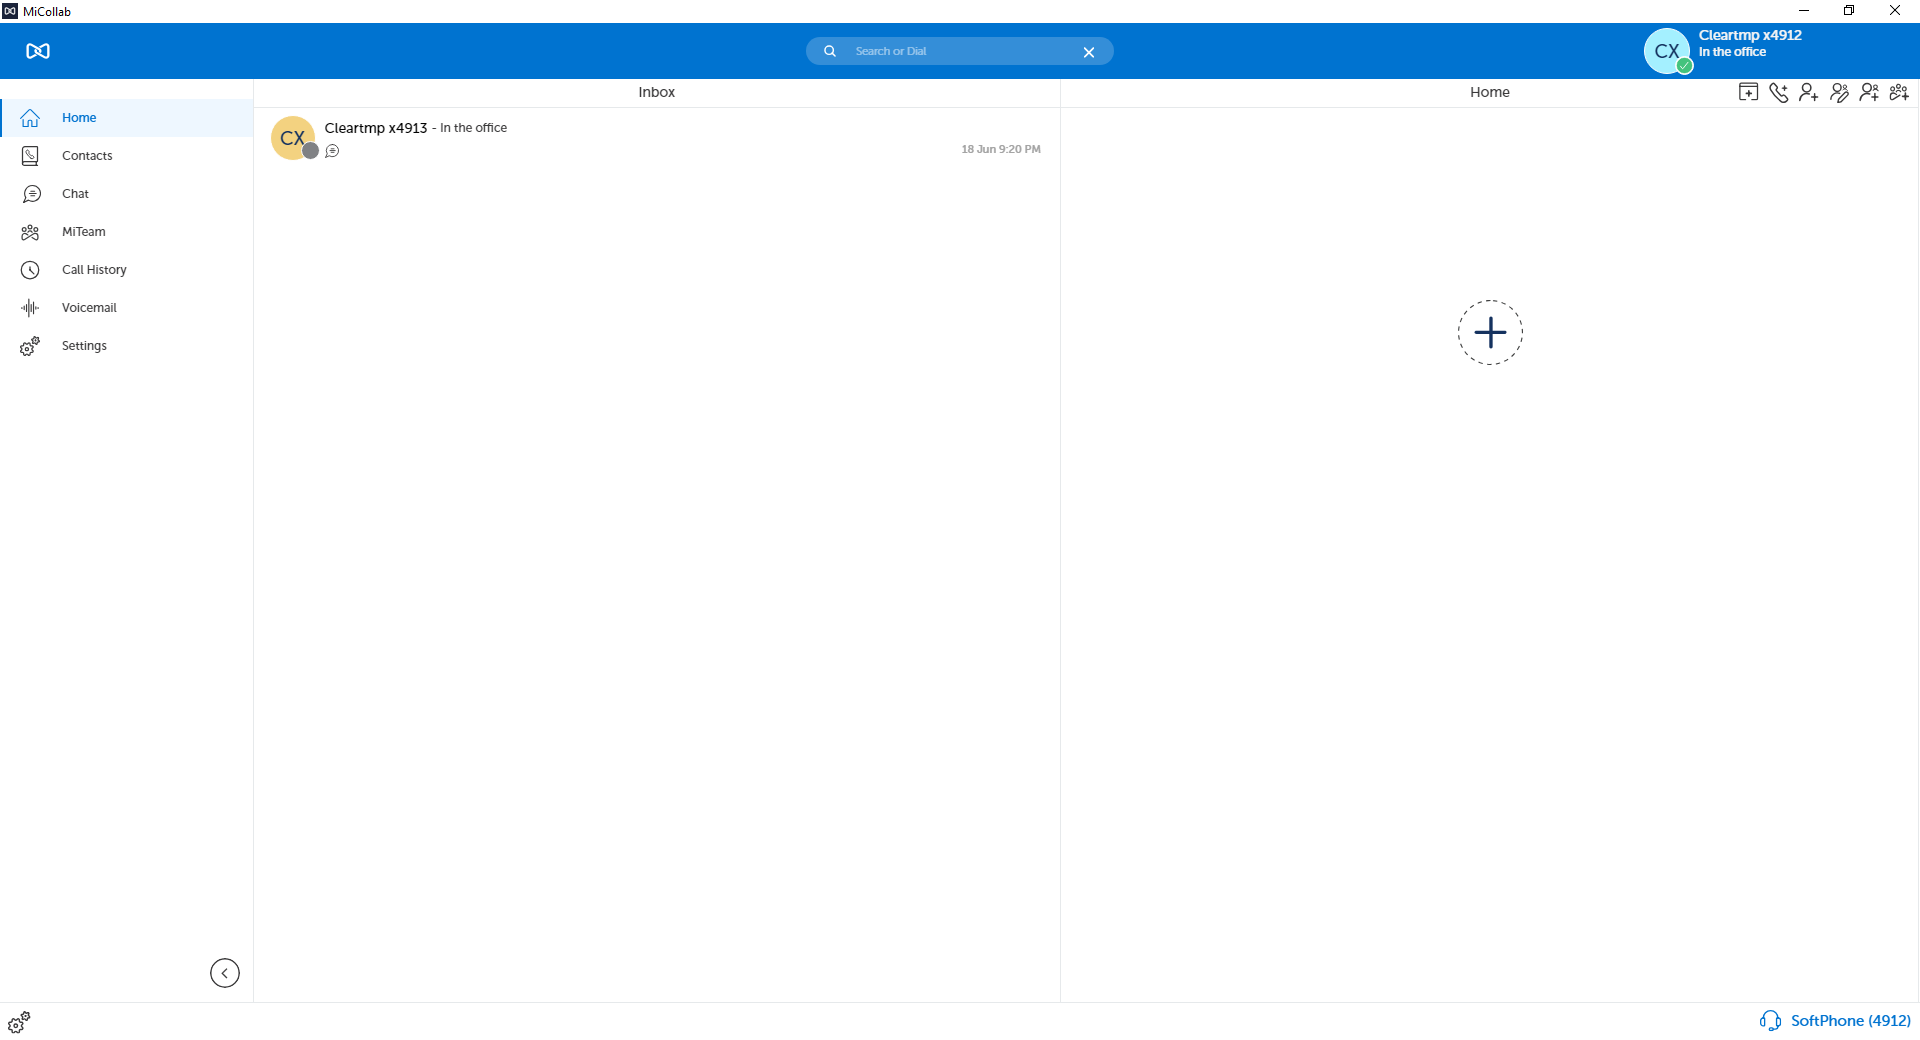 MiCollab
Search or Dial
CX
Cleartmp x4912
In the office
Home
Contacts
Chat
MiTeam
Call History
Voicemail
Settings
Inbox
CX
Cleartmp x4913 - In the office
18 Jun 9:20 PM
Home
SoftPhone (4912)